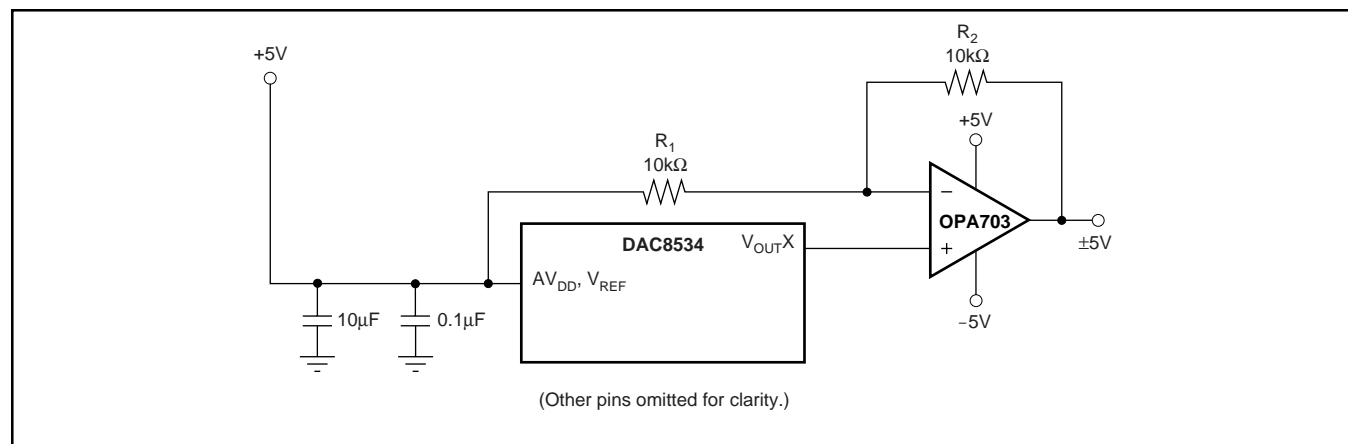 +5V
R2
10kΩ
+5V
R1
10kΩ
−
OPA703
+
±5V
−5V
DAC8534
VOUTX
AVDD, VREF
10μF
0.1μF
(Other pins omitted for clarity.)